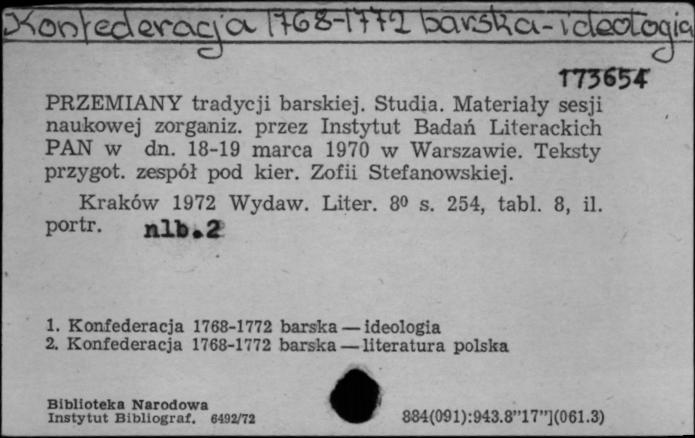 Konfederacja 1768-1772 barska-ideologia
173654
PRZEMIANY tradycji barskiej. Studia. Materiały sesji
naukowej zorganiz. przez Instytut Badań Literackich
PAN w dn. 18-19 marca 1970 w Warszawie. Teksty
przygot. zespół pod kier. Zofii Stefanowskiej.
Kraków 1972 Wydaw. Liter. 8⁰ s. 254, tabl. 8, il.
portr. nlb.2
1. Konfederacja 1768-1772 barska — ideologia
2. Konfederacja 1768-1772 barska — literatura polska
Biblioteka Narodowa
Instytut Bibliograf. 6492/72
884(091):943.8"17"](061.3)